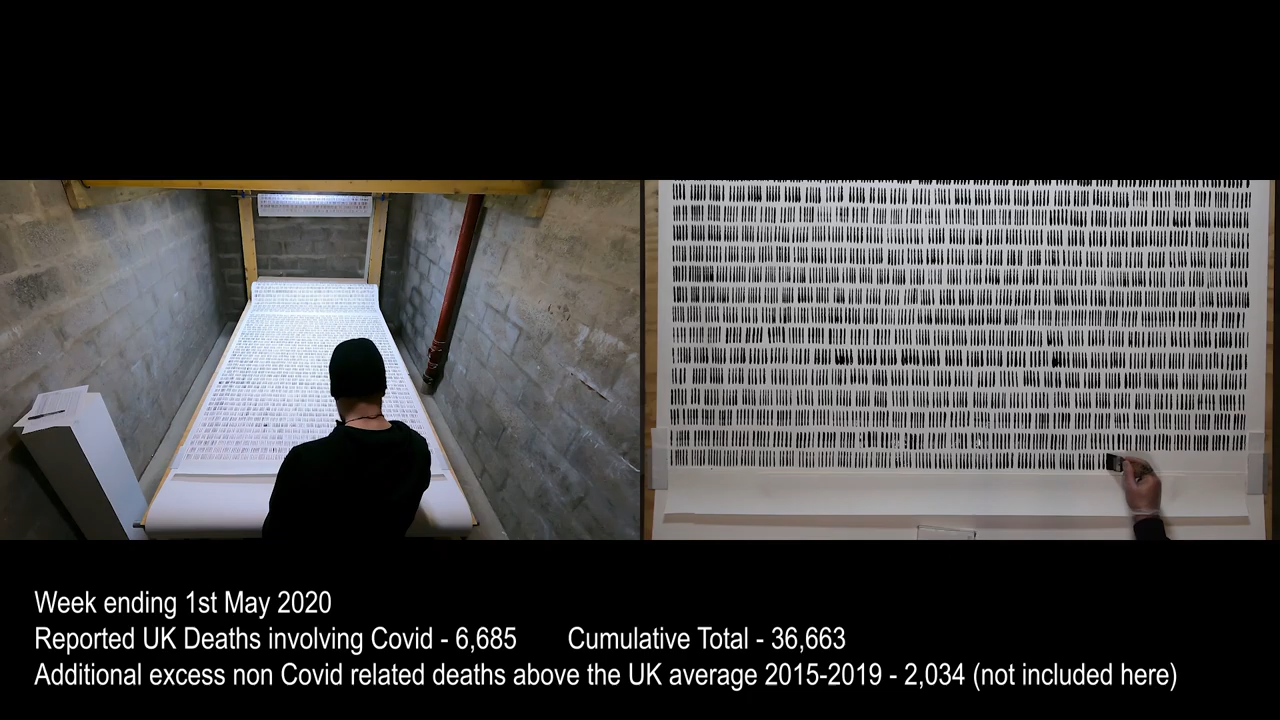 Week ending 1st May 2020
Reported UK Deaths involving Covid - 6,685 Cumulative Total - 36,663
Additional excess non Covid related deaths above the UK average 2015-2019 - 2,034 (not included here)